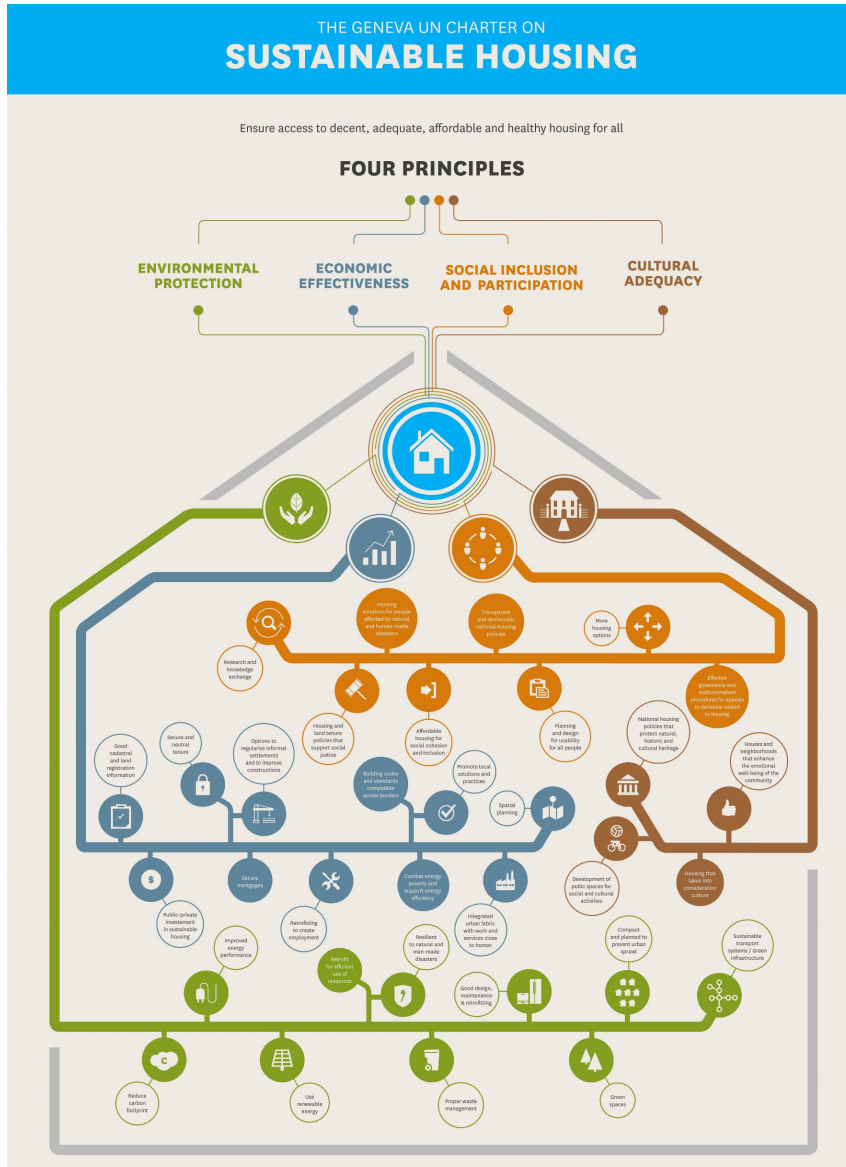 THE GENEVA UN CHARTER ON
SUSTAINABLE HOUSING
Ensure access to decent, adequate, affordable and healthy housing for all
FOUR PRINCIPLES
ENVIRONMENTAL
PROTECTION
ECONOMIC
EFFECTIVENESS
SOCIAL INCLUSION
AND PARTICIPATION
CULTURAL
ADEQUACY
Housing
solutions for people
affected by natural
and human-made
disasters
Transparent
and democratic
national housing
policies
More
housing
options
Research and
knowledge
exchange
Housing and
land tenure
policies that
support social
justice
Affordable
housing for
social cohesion
and inclusion
Planning
and design
for usability
for all people
Effective
governance and
institutionalized
procedures for appeals
to decisions related
to housing
National housing
policies that
protect natural,
historic and
cultural heritage
Houses and
neighborhoods
that enhance
the emotional
well-being of the
community
Good
cadastral
and land
registration
information
Secure and
neutral
tenure
Options to
regularize informal
settlements
and to improve
constructions
Building codes
and standards
compatible
across borders
Promote local
solutions and
practices
Spatial
planning
$
Public-private
investement
in sustainable
housing
Secure
mortgages
Retrofitting
to create
employment
Combat energy
poverty and
support energy
efficiency
Integrated
urban fabric
with work and
services close
to homes
Development of
pubic spaces for
social and cultural
activities
Housing that
takes into
consideration
culture
Improved
energy
performance
Retrofit
for efficient
use of
resources
Resilient
to natural and
man-made
disasters
Good design,
maintenance
& retrofitting
Compact
and planned to
prevent urban
sprawl
Sustainable
transport
systems / Green
infrastructure
C
Reduce
carbon
footprint
Use
renewable
energy
Proper waste
management
Green
spaces